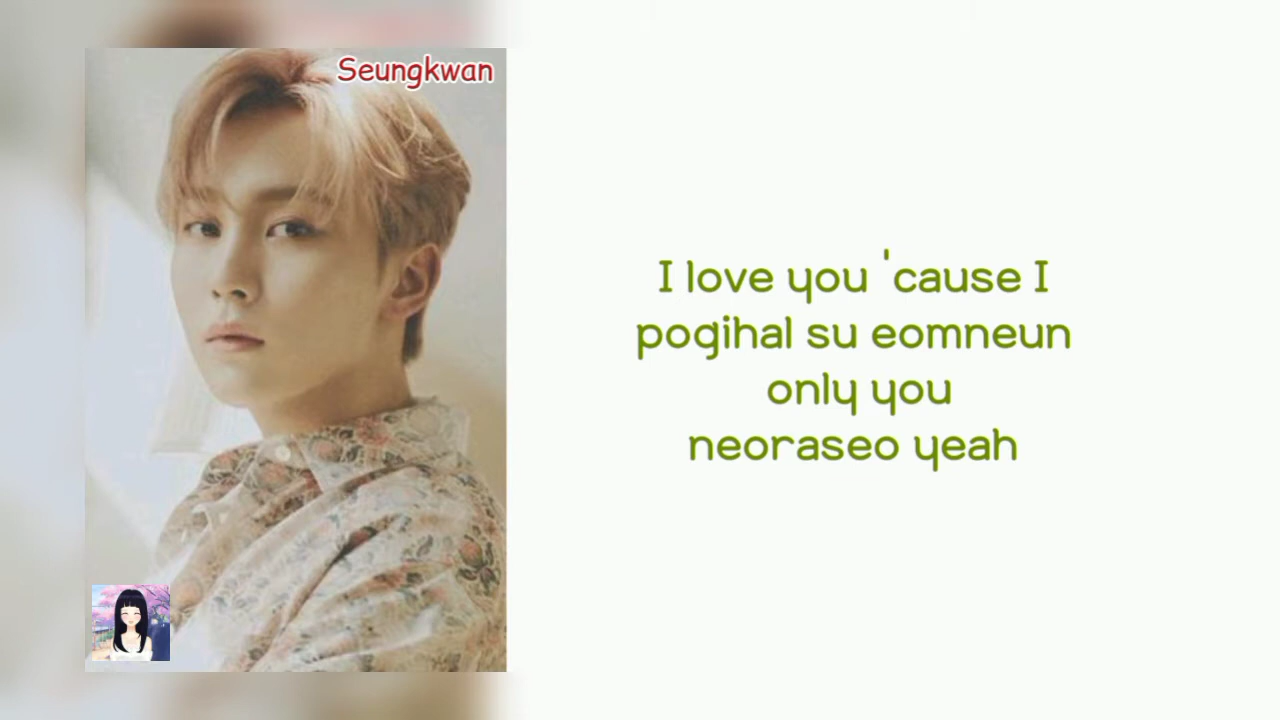 Seungkwan
I love you 'cause I
pogihal su eomneun
only you
neoraseo yeah